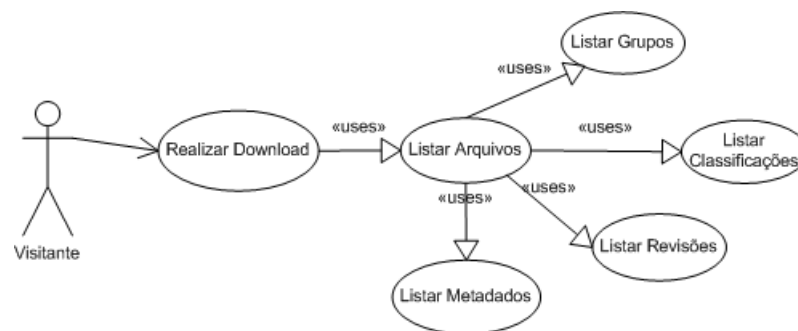 Listar Grupos
«uses»
«uses»
«uses»
Realizar Download
Listar Arquivos
Listar
Classificações
«uses»
«uses»
Visitante
Listar Revisões
Listar Metadados